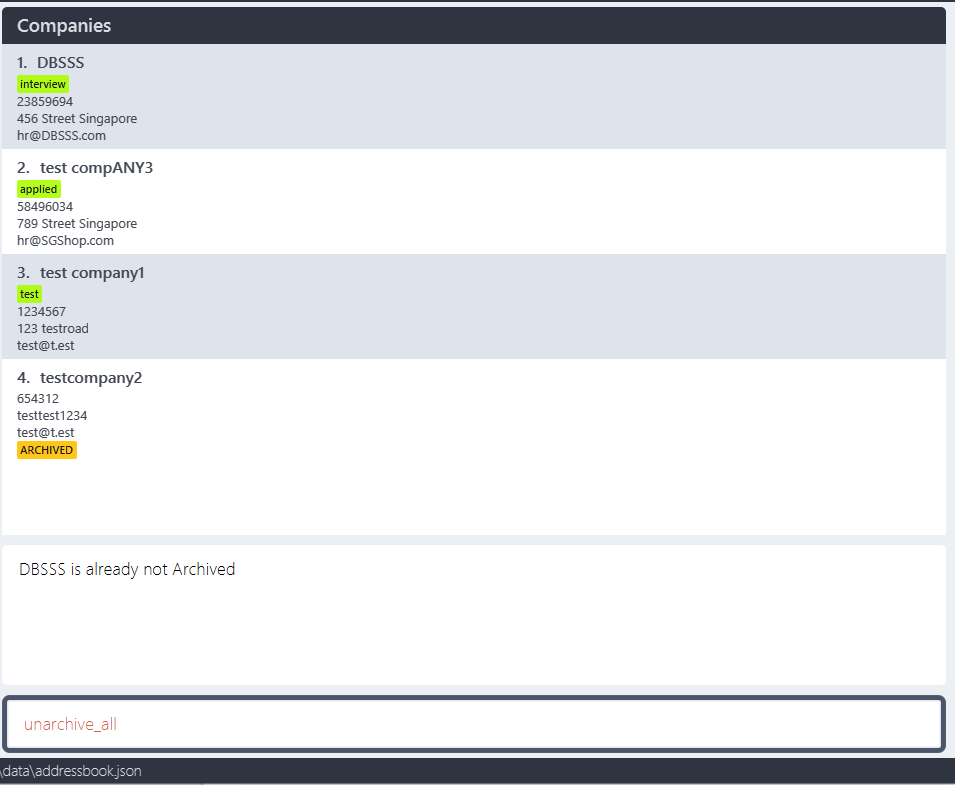 Companies
1. DBSSS
interview
23859694
456 Street Singapore
hr@DBSSS.com
2. test compANY3
applied
58496034
789 Street Singapore
hr@SGShop.com
3. test company1
test
1234567
123 testroad
test@t.est
4. testcompany2
654312
testtest1234
test@t.est
ARCHIVED
DBSSS is already not Archived
unarchive_all
\data\addressbook.json